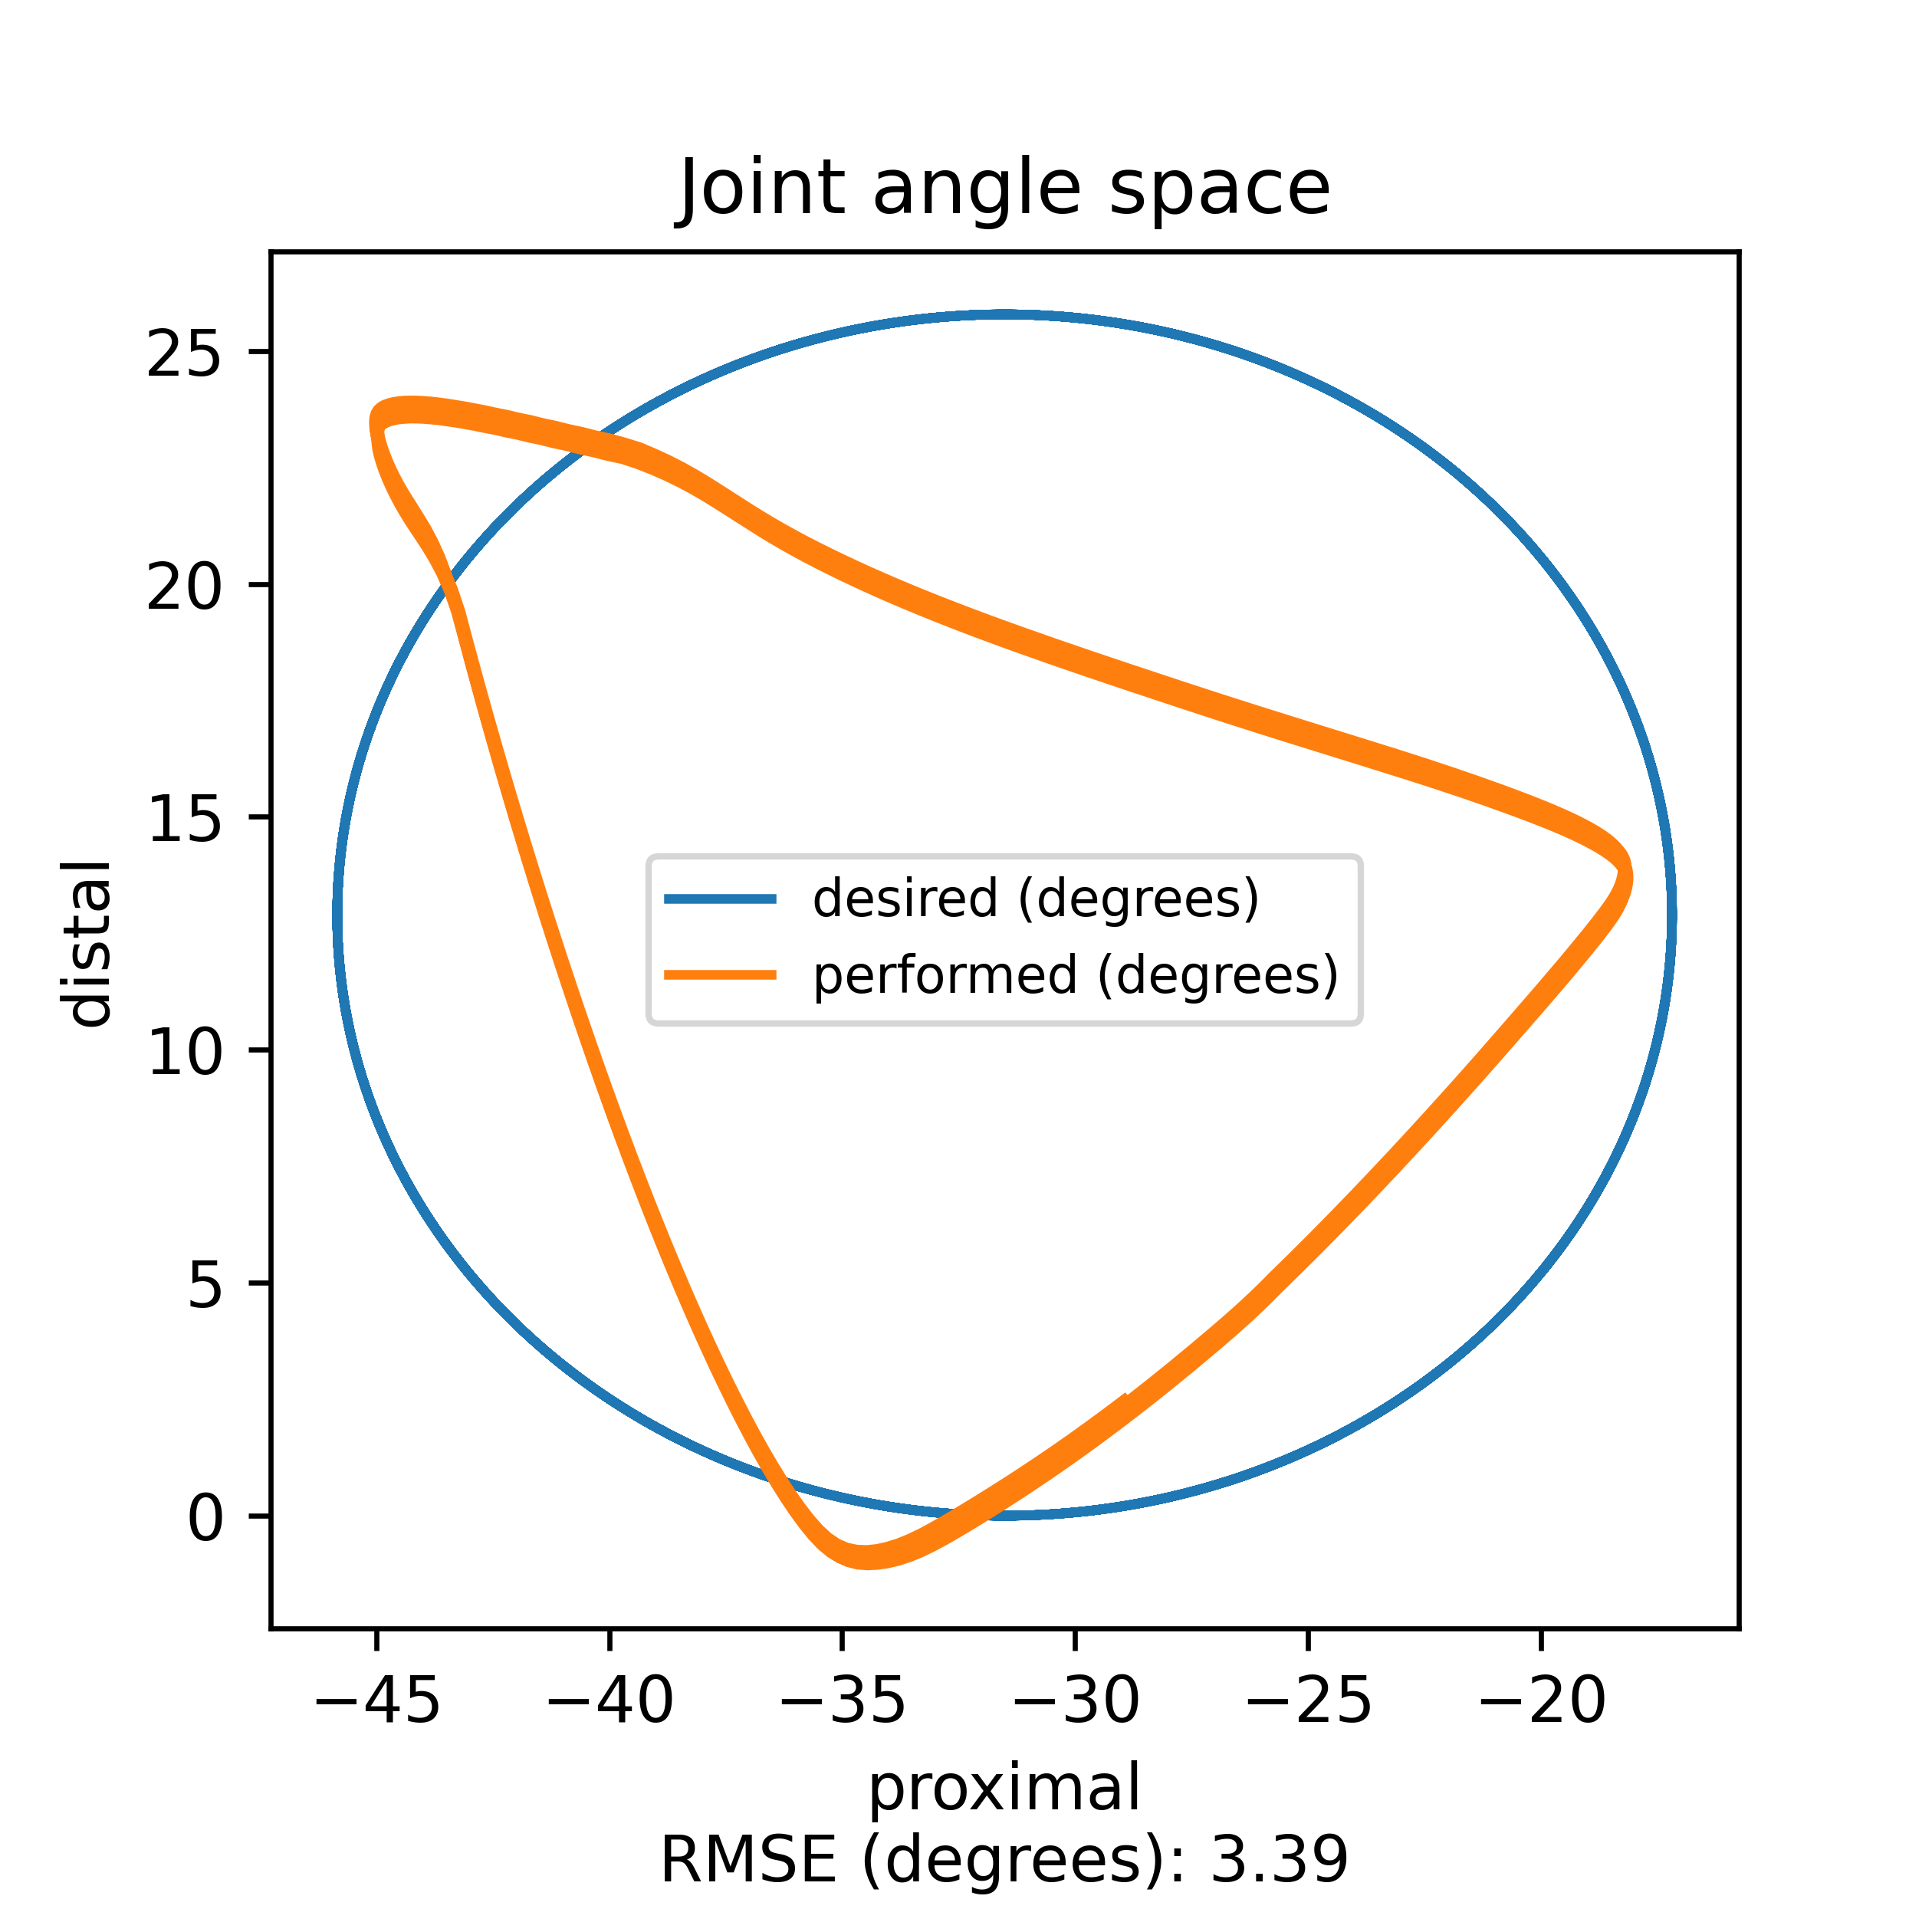 Joint angle space
25
20
15
10
5
0
distal
desired (degrees)
performed (degrees)
−45 −40 −35 −30 −25 −20
proximal
RMSE (degrees): 3.39